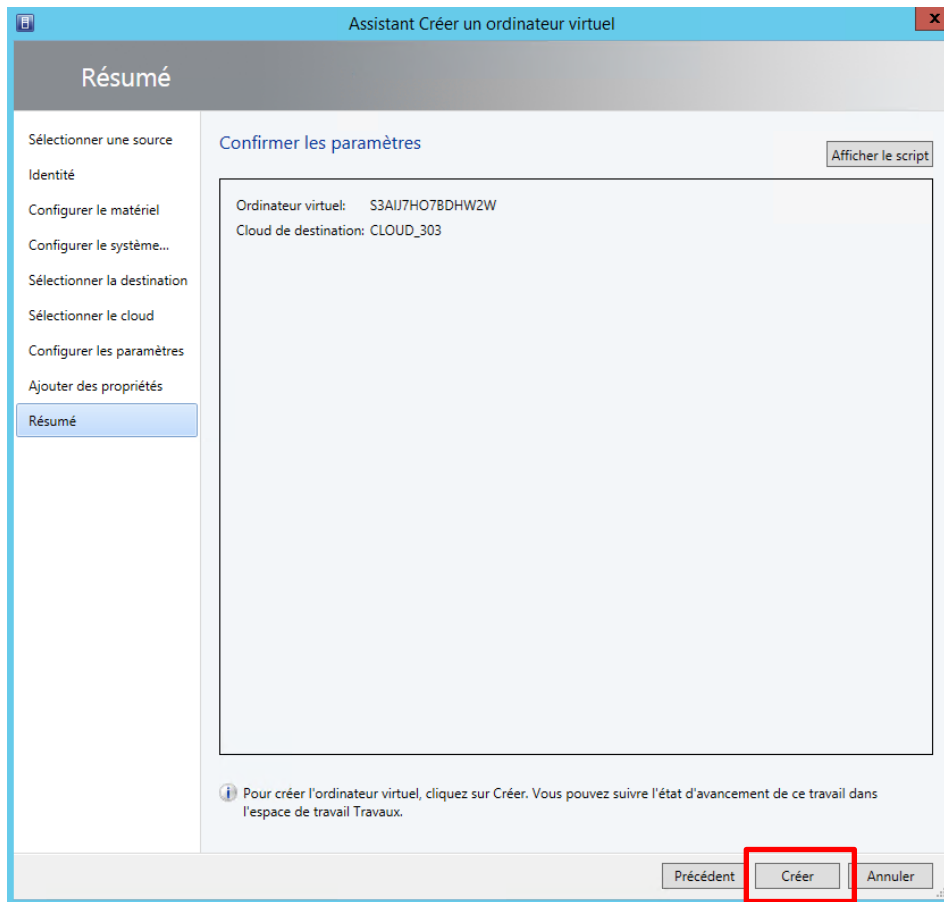 Assistant Créer un ordinateur virtuel
x
Résumé
Sélectionner une source
Identité
Configurer le matériel
Configurer le système...
Sélectionner la destination
Sélectionner le cloud
Configurer les paramètres
Ajouter des propriétés
Résumé
Confirmer les paramètres
Afficher le script
Ordinateur virtuel: S3AIJ7HO7BDHW2W
Cloud de destination: CLOUD_303
Pour créer l'ordinateur virtuel, cliquez sur Créer. Vous pouvez suivre l'état d'avancement de ce travail dans
l'espace de travail Travaux.
Précédent Créer Annuler